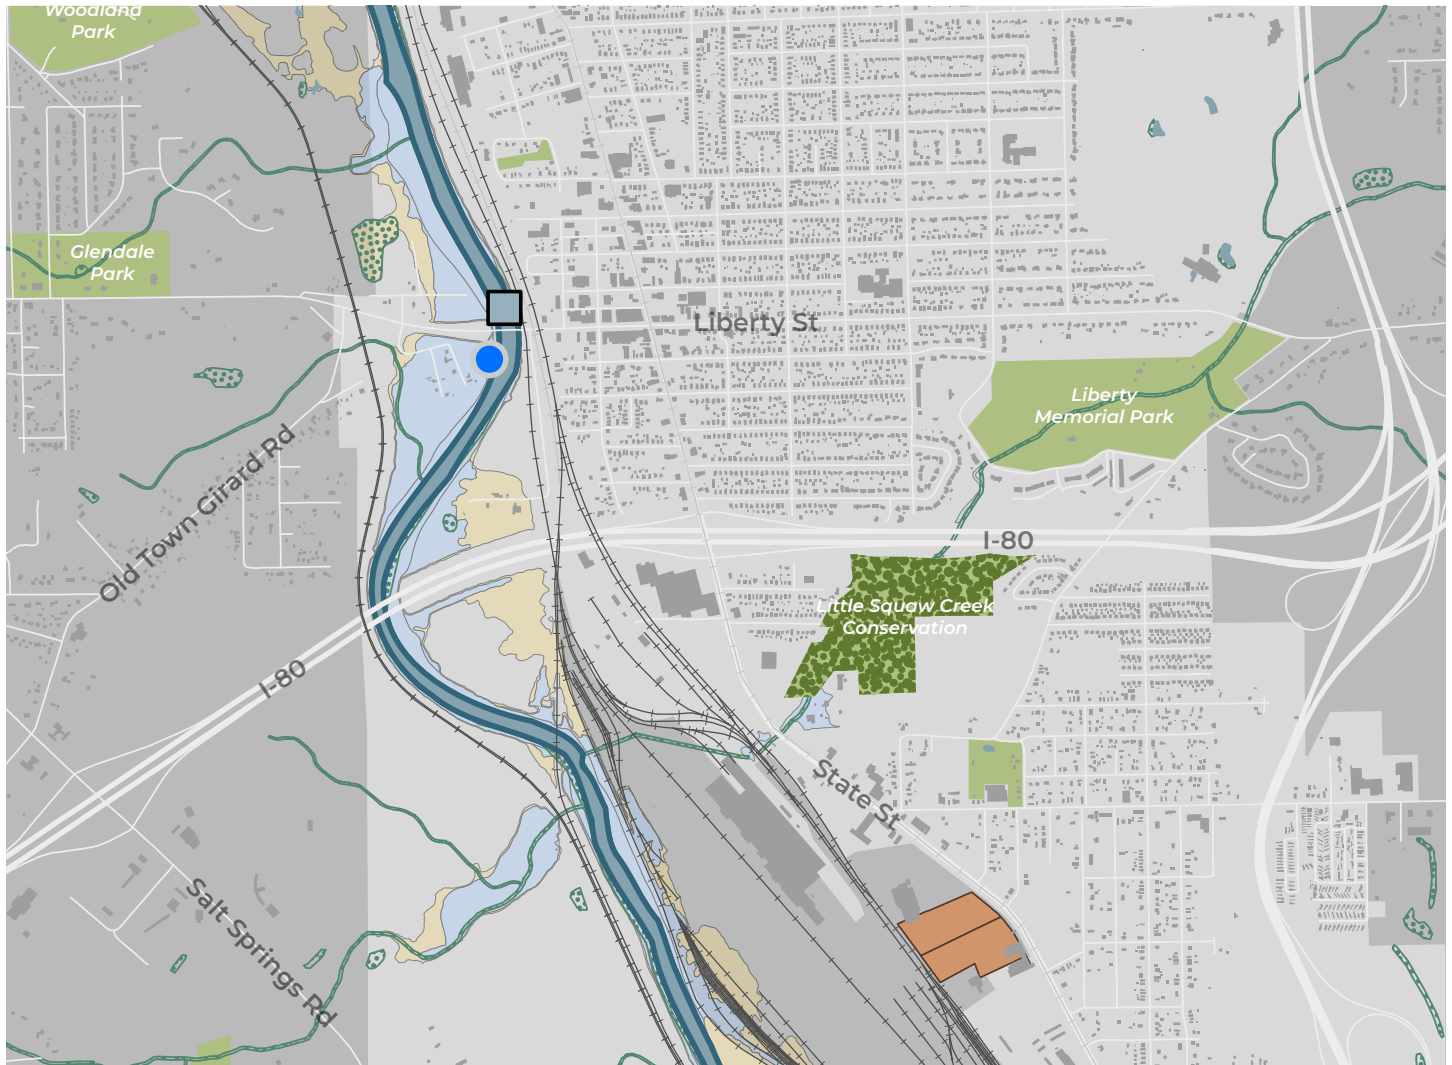 Woodland
Park
Glendale
Park
Liberty St
Liberty
Memorial Park
Old Town Girard Rd
I-80
Little Squaw Creek
Conservation
I-80
State St
Salt Springs Rd